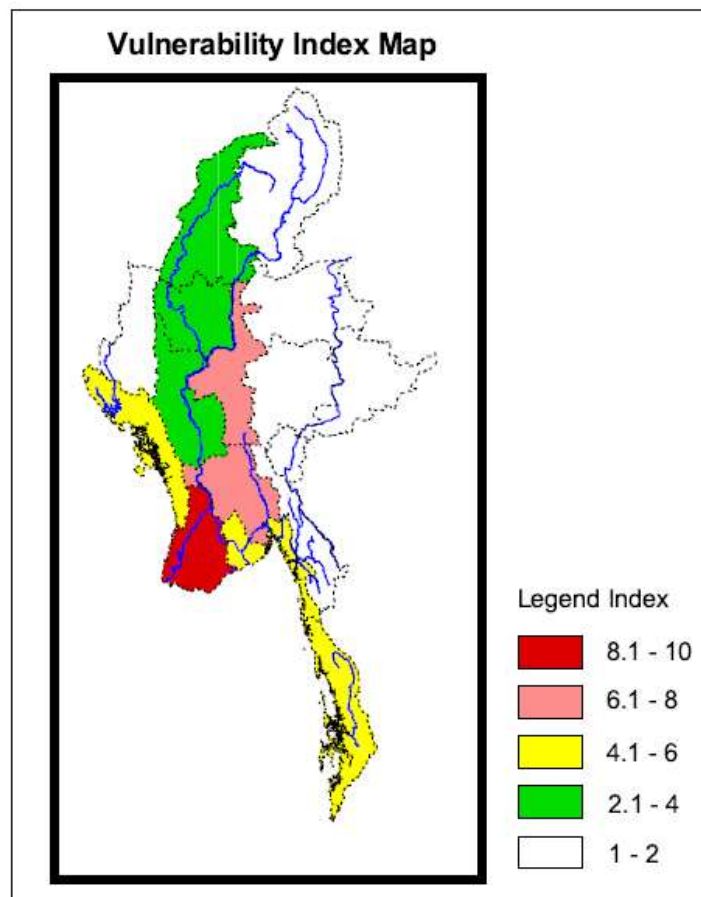 Vulnerability Index Map
Legend Index
8.1 - 10
6.1 - 8
4.1 - 6
2.1 - 4
1 - 2